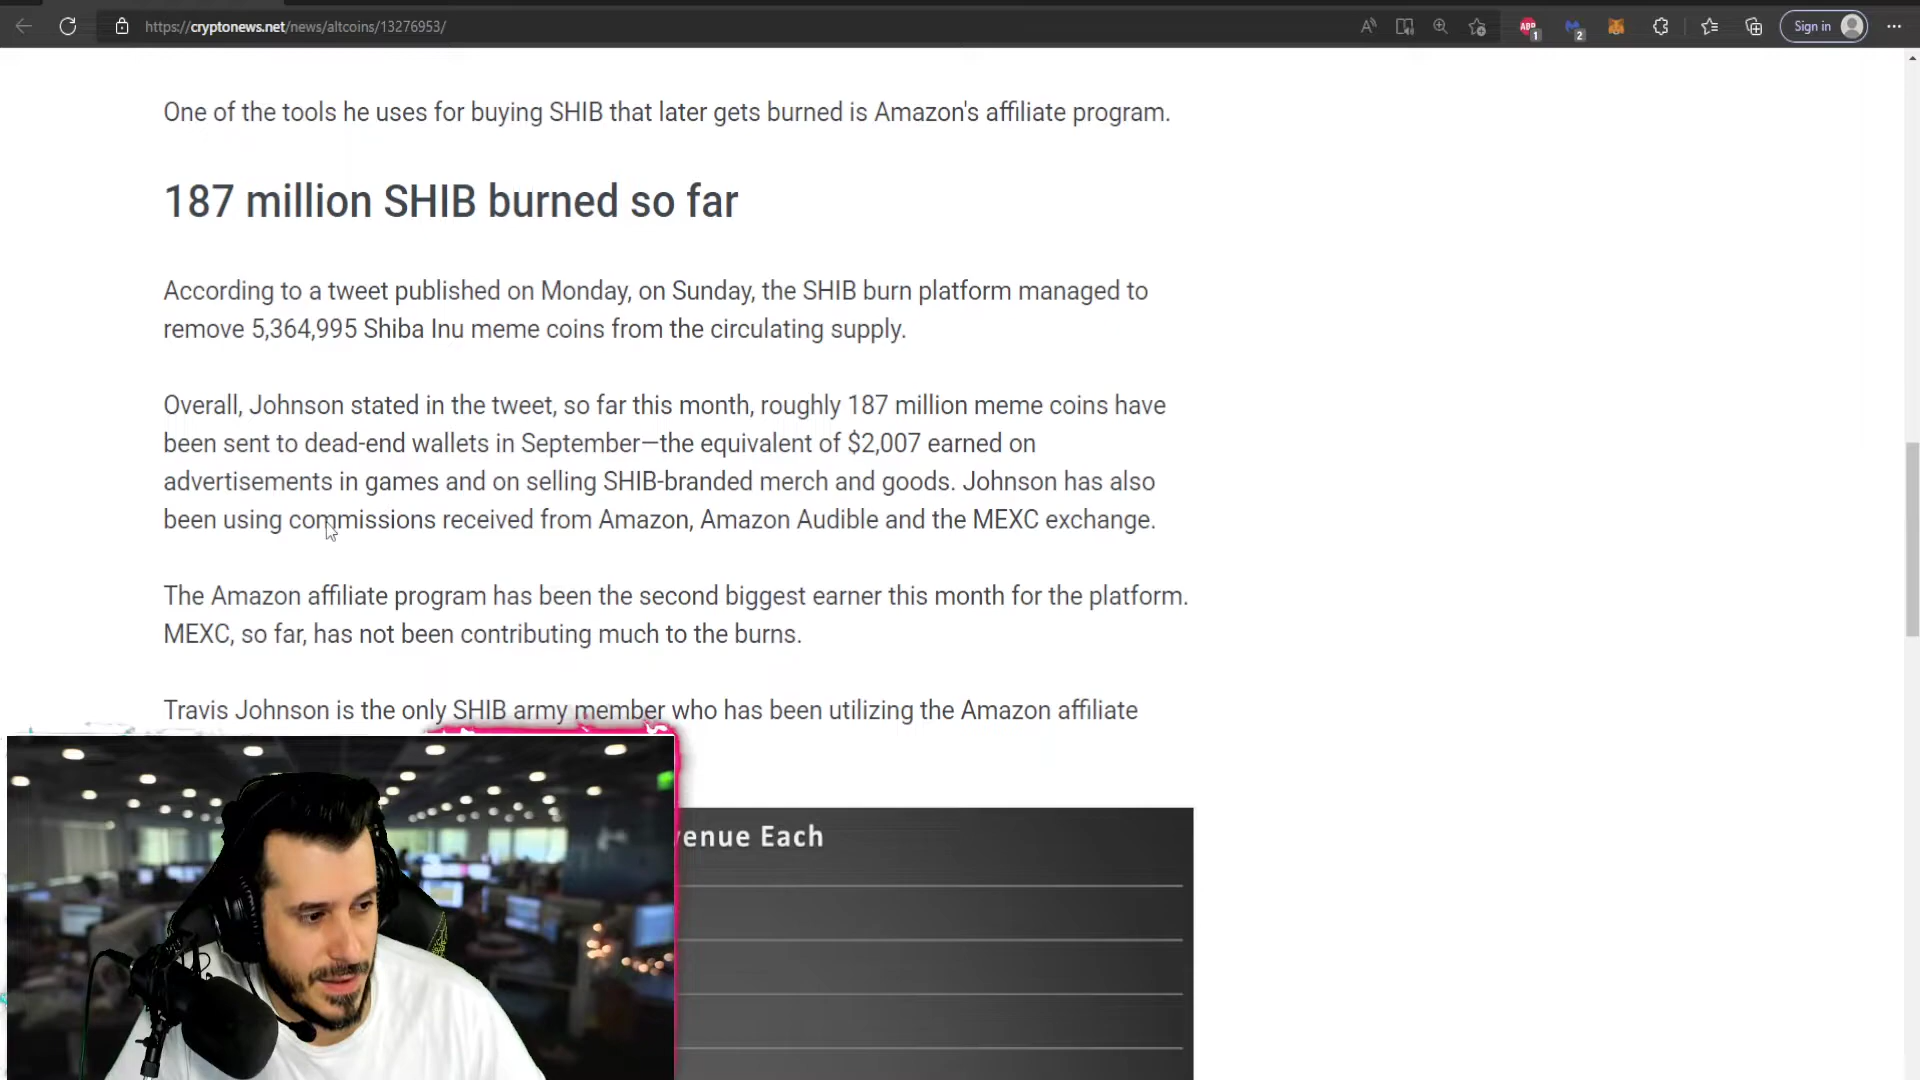 https://cryptonews.net/news/altcoins/13276953/
A
ABP
1
2
Sign in
One of the tools he uses for buying SHIB that later gets burned is Amazon's affiliate program.
187 million SHIB burned so far
According to a tweet published on Monday, on Sunday, the SHIB burn platform managed to
remove 5,364,995 Shiba Inu meme coins from the circulating supply.
Overall, Johnson stated in the tweet, so far this month, roughly 187 million meme coins have
been sent to dead-end wallets in September—the equivalent of $2,007 earned on
advertisements in games and on selling SHIB-branded merch and goods. Johnson has also
been using commissions received from Amazon, Amazon Audible and the MEXC exchange.
The Amazon affiliate program has been the second biggest earner this month for the platform.
MEXC, so far, has not been contributing much to the burns.
Travis Johnson is the only SHIB army member who has been utilizing the Amazon affiliate
venue Each